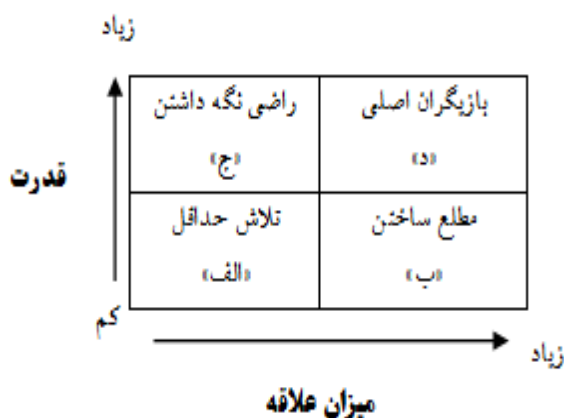 زیاد
راضی نگه داشتن
بازیگران اصلی
«ج»
«د»
قدرت
تلاش حداقل
مطلع ساختن
«الف»
«ب»
کم
زیاد
میزان علاقه